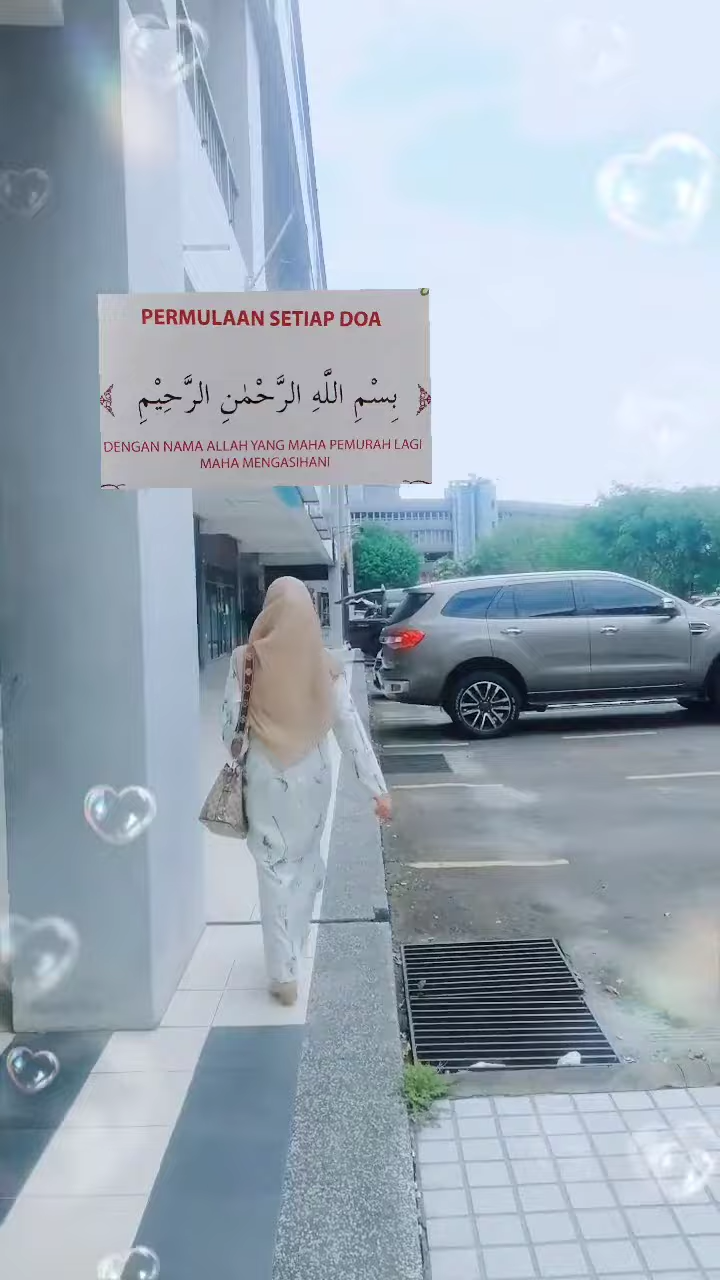 PERMULAAN SETIAP DOA
بِسْمِ اللَّهِ الرَّحْمٰنِ الرَّحِيْمِ
DENGAN NAMA ALLAH YANG MAHA PEMURAH LAGI
MAHA MENGASIHANI